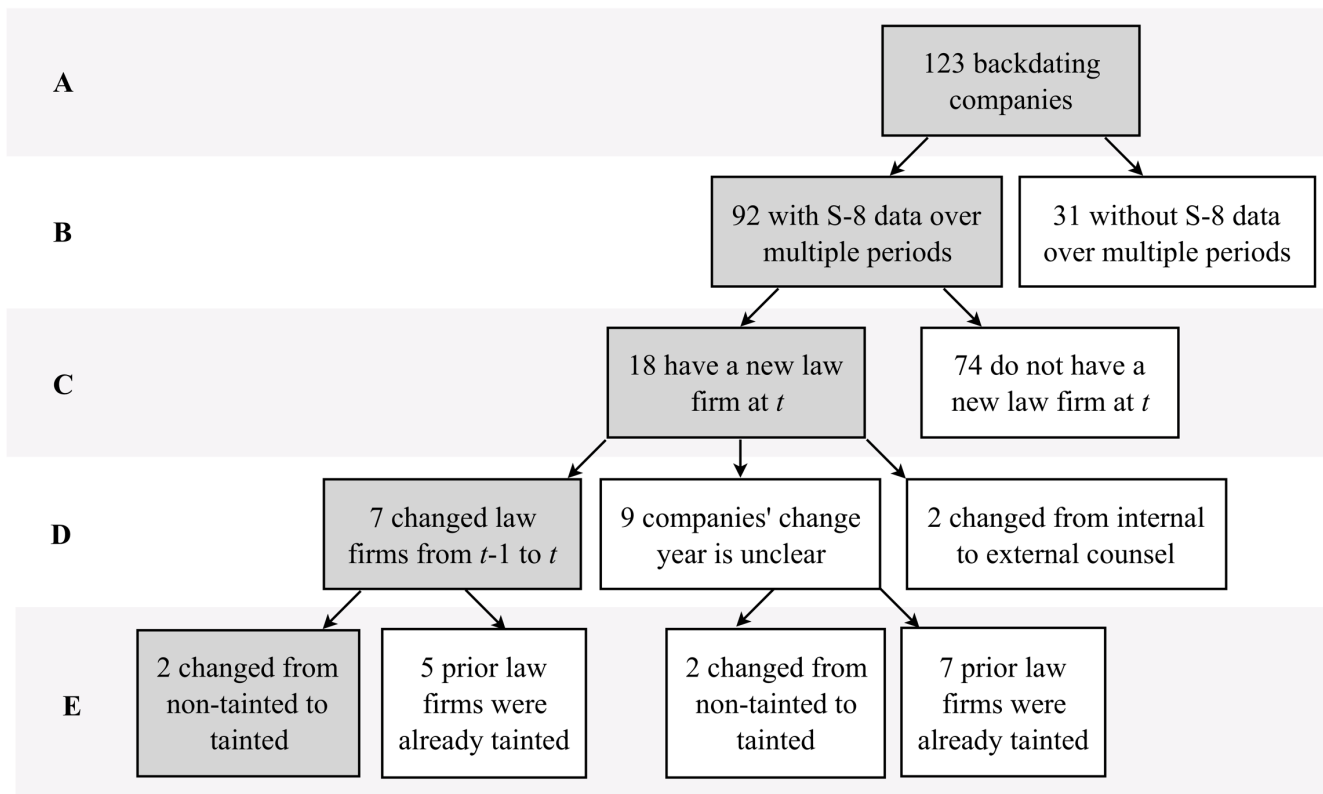 A
123 backdating
companies
B
92 with S-8 data over
multiple periods
31 without S-8 data
over multiple periods
C
18 have a new law
firm at t
74 do not have a
new law firm at t
D
7 changed law
firms from t-1 to t
9 companies' change
year is unclear
2 changed from internal
to external counsel
E
2 changed from
non-tainted to
tainted
5 prior law
firms were
already tainted
2 changed from
non-tainted to
tainted
7 prior law
firms were
already tainted